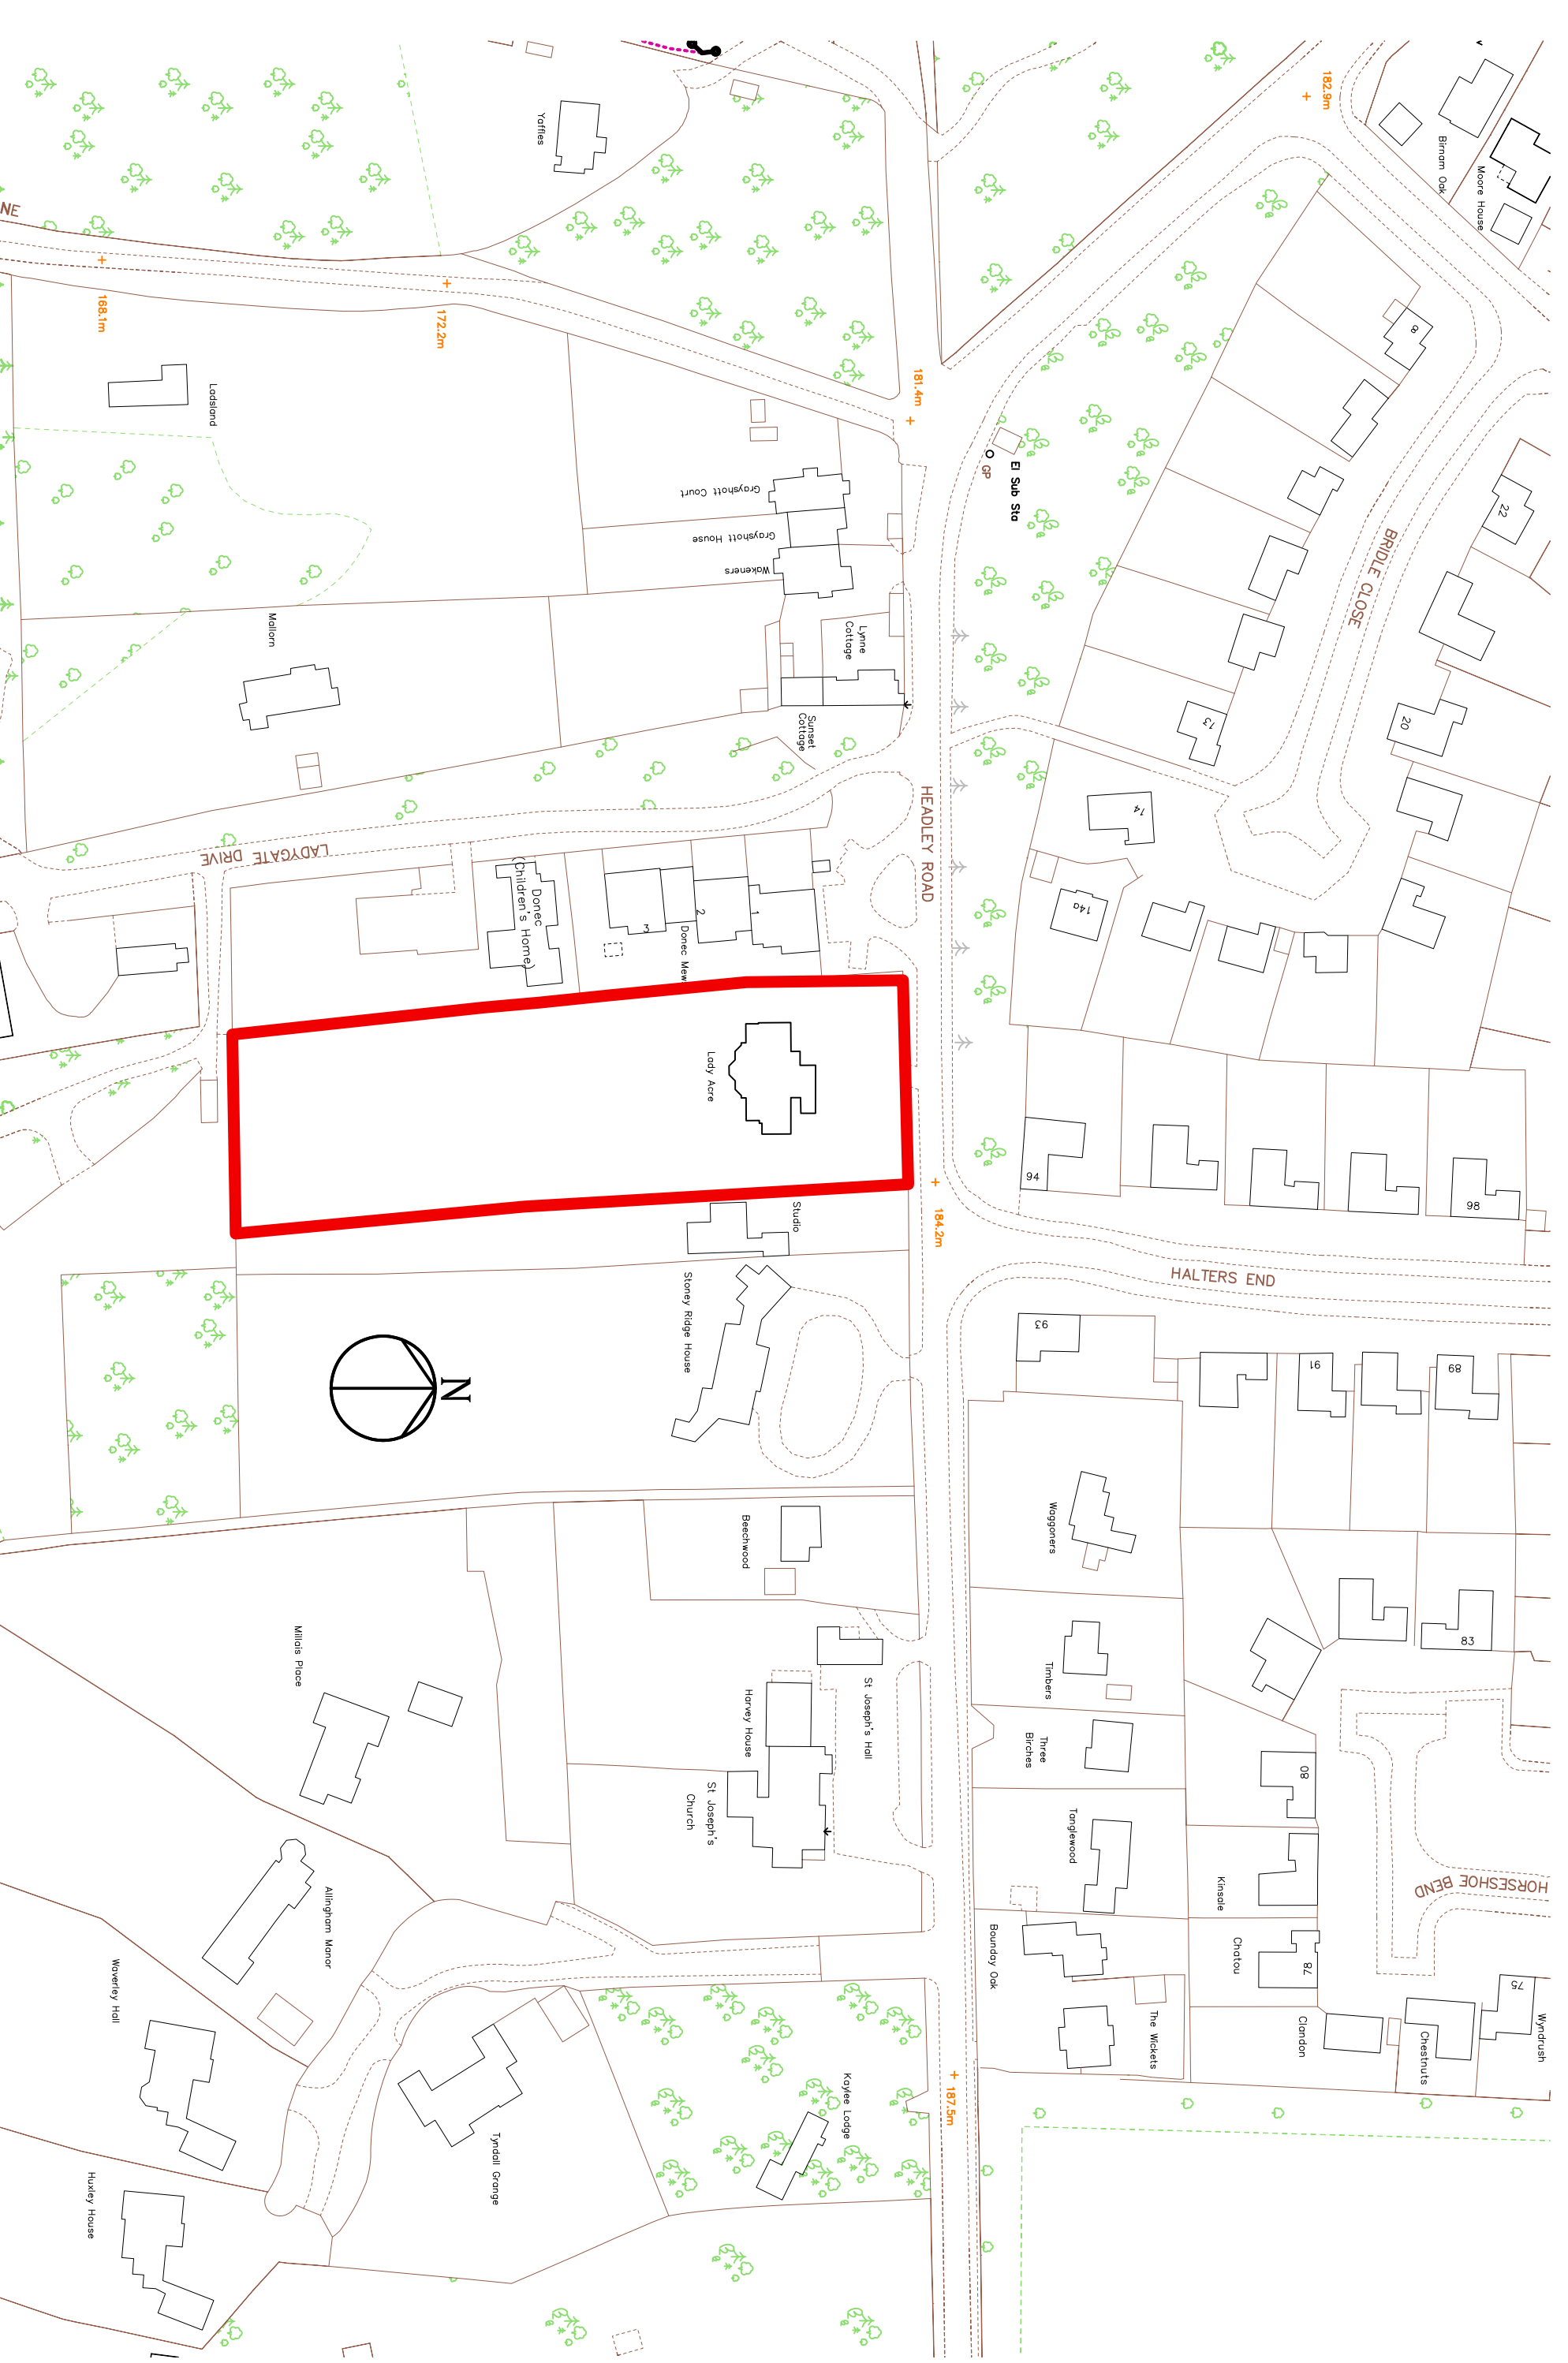 182.9m
Birnam Oak
Moore House
Yaffles
NE
168.1m
172.2m
181.4m
8
Ladsland
El Sub Sta
GP
22
BRIDLE CLOSE
Grayshott Court
Grayshott House
Wakeners
Lynne
Cottage
Mallorn
Sunset
Cottage
13
20
HEADLEY ROAD
14
14a
LADYGATE DRIVE
Donec
(Children's Home)
3
2
1
Donec Mew
Lady Acre
94
98
184.2m
Studio
HALTERS END
Stoney Ridge House
93
91
89
N
Waggoners
Beechwood
Millais Place
Timbers
83
St Joseph's Hall
Harvey House
Three
Birches
80
St Joseph's
Church
Tanglewood
Kinsale
HORSESHOE BEND
Allingham Manor
Bounday Oak
Chatou
78
75
Waverley Hall
The Wickets
Clandon
Chestnuts
Wyndrush
187.5m
Kaylee Lodge
Tyndall Grange
Huxley House